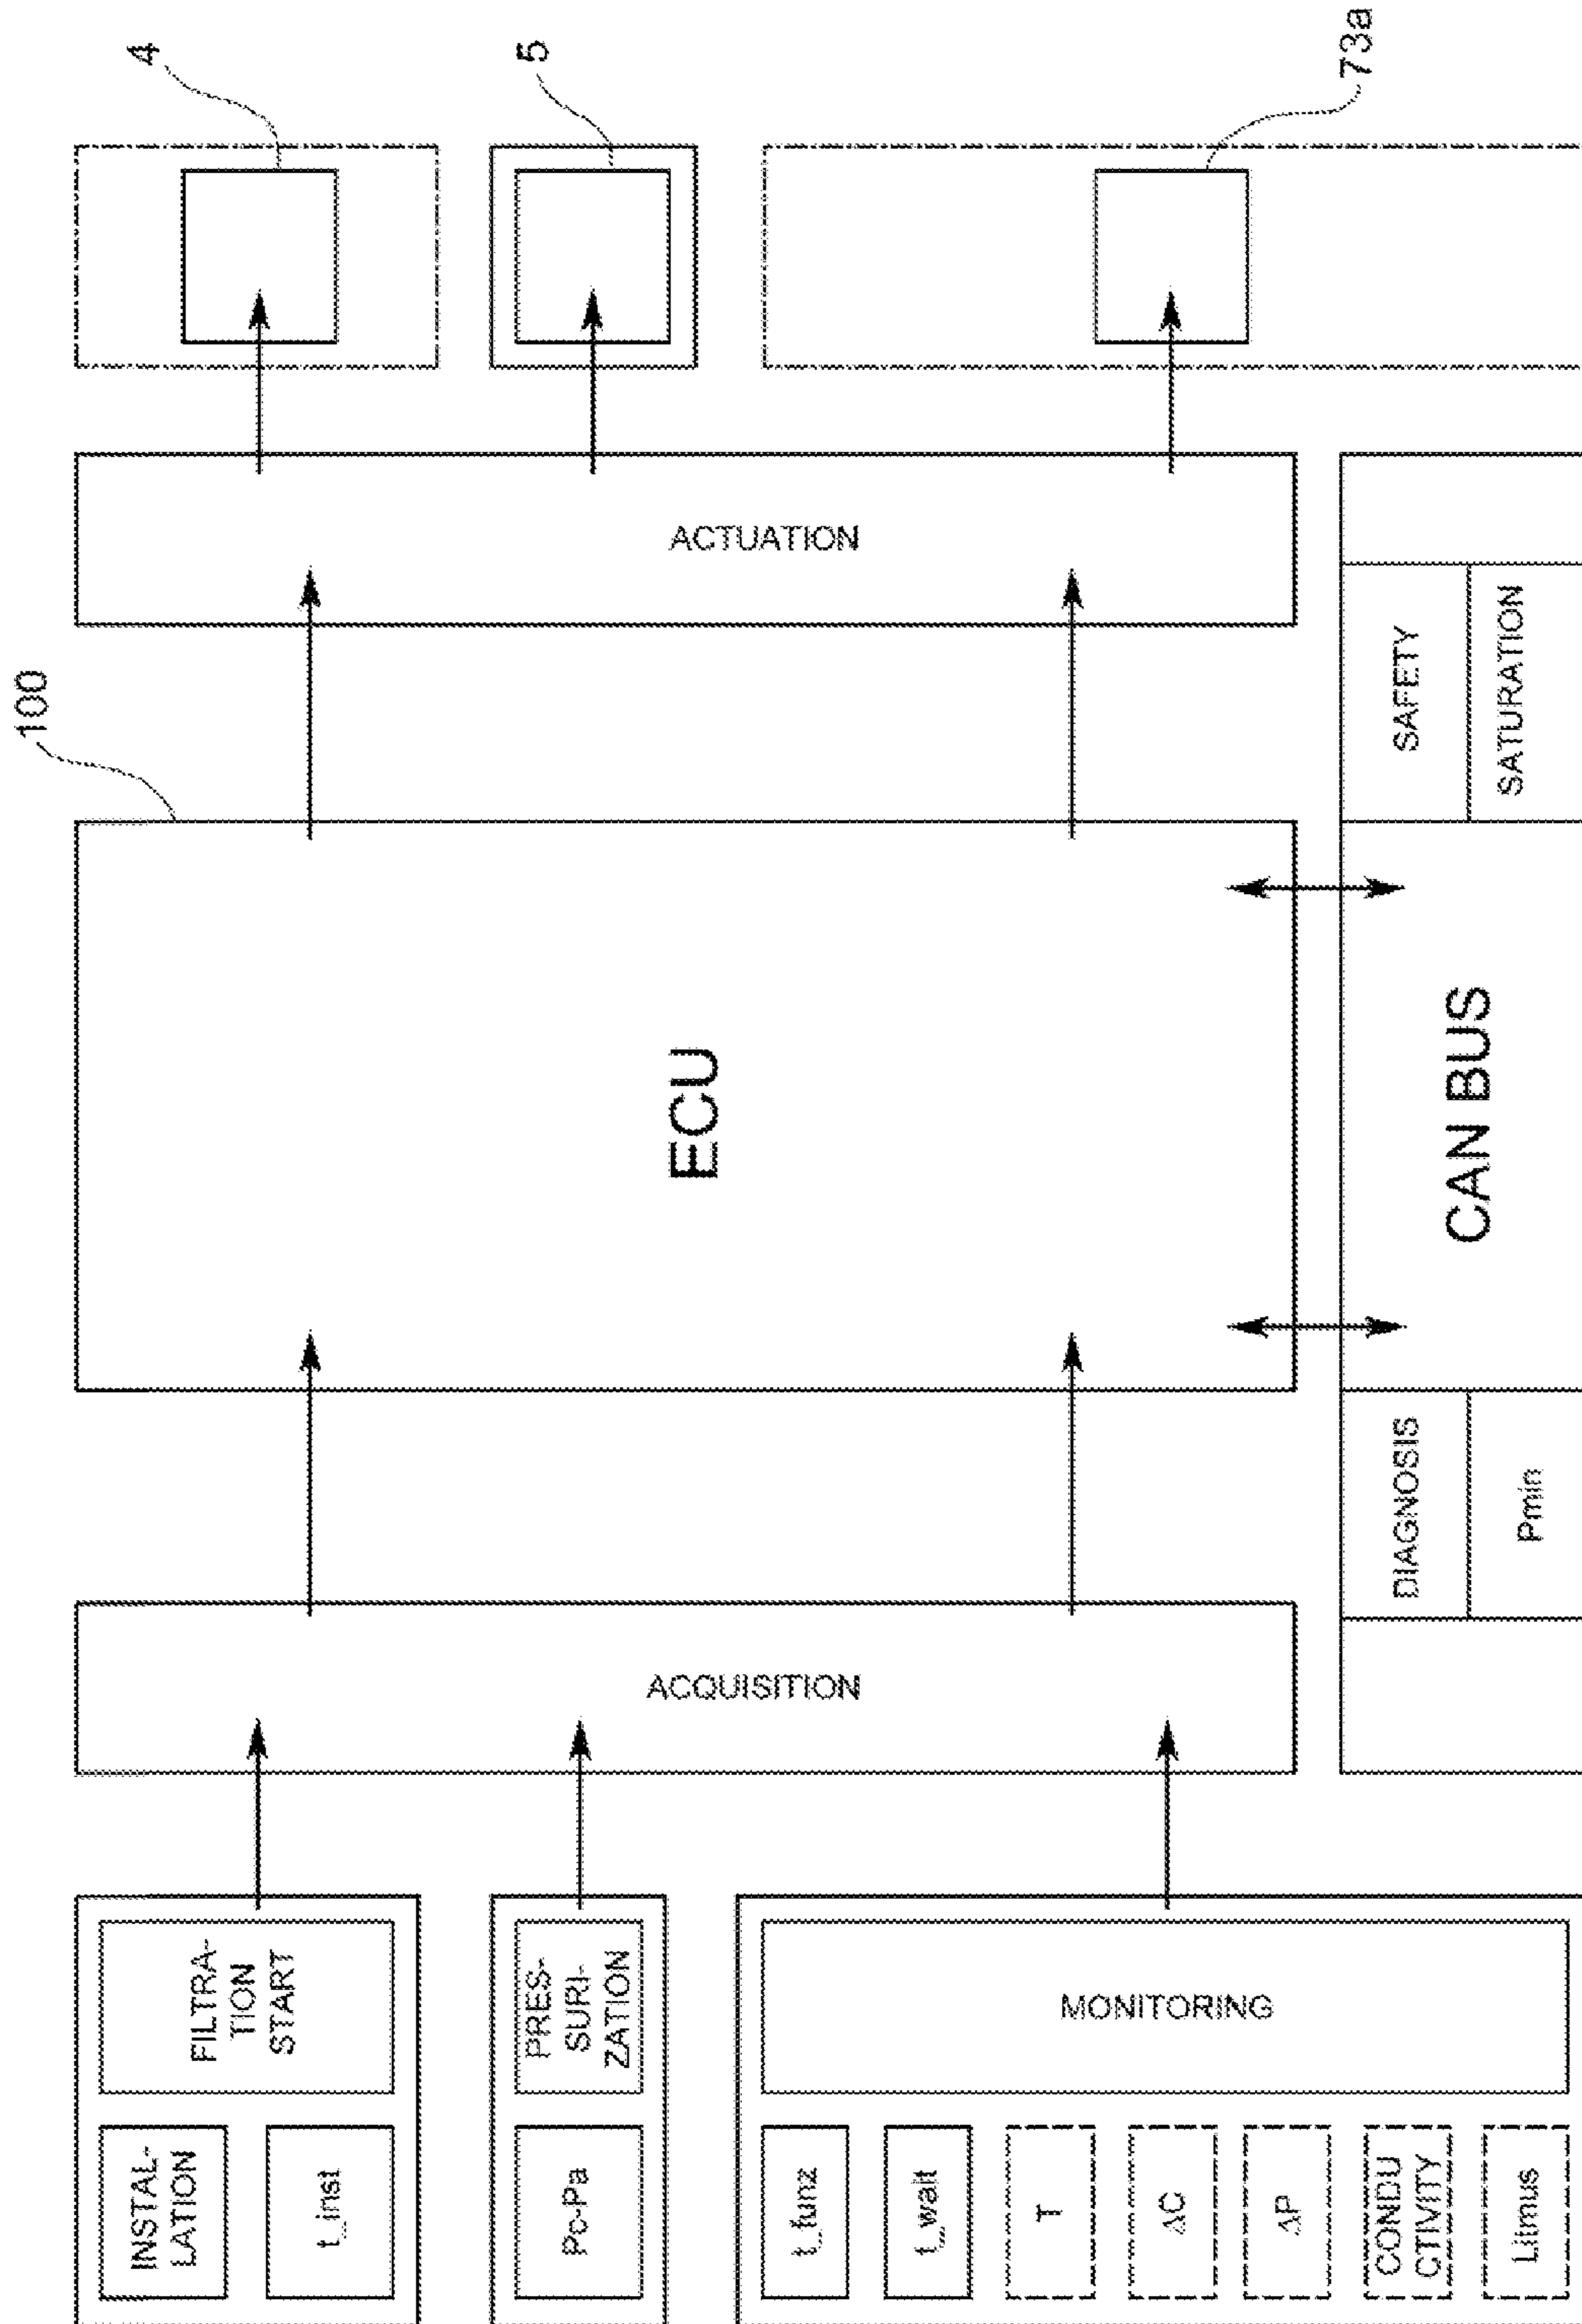 100
4
5
73a
INSTAL-
LATION
t_inst
FILTRA-
TION
START
Pc-Pa
PRES-
SURI-
ZATION
t_funz
t_wait
T
ΔC
ΔP
CONDU
CTIVITY
Litmus
MONITORING
ACQUISITION
ECU
ACTUATION
DIAGNOSIS
Pmin
CAN BUS
SAFETY
SATURATION